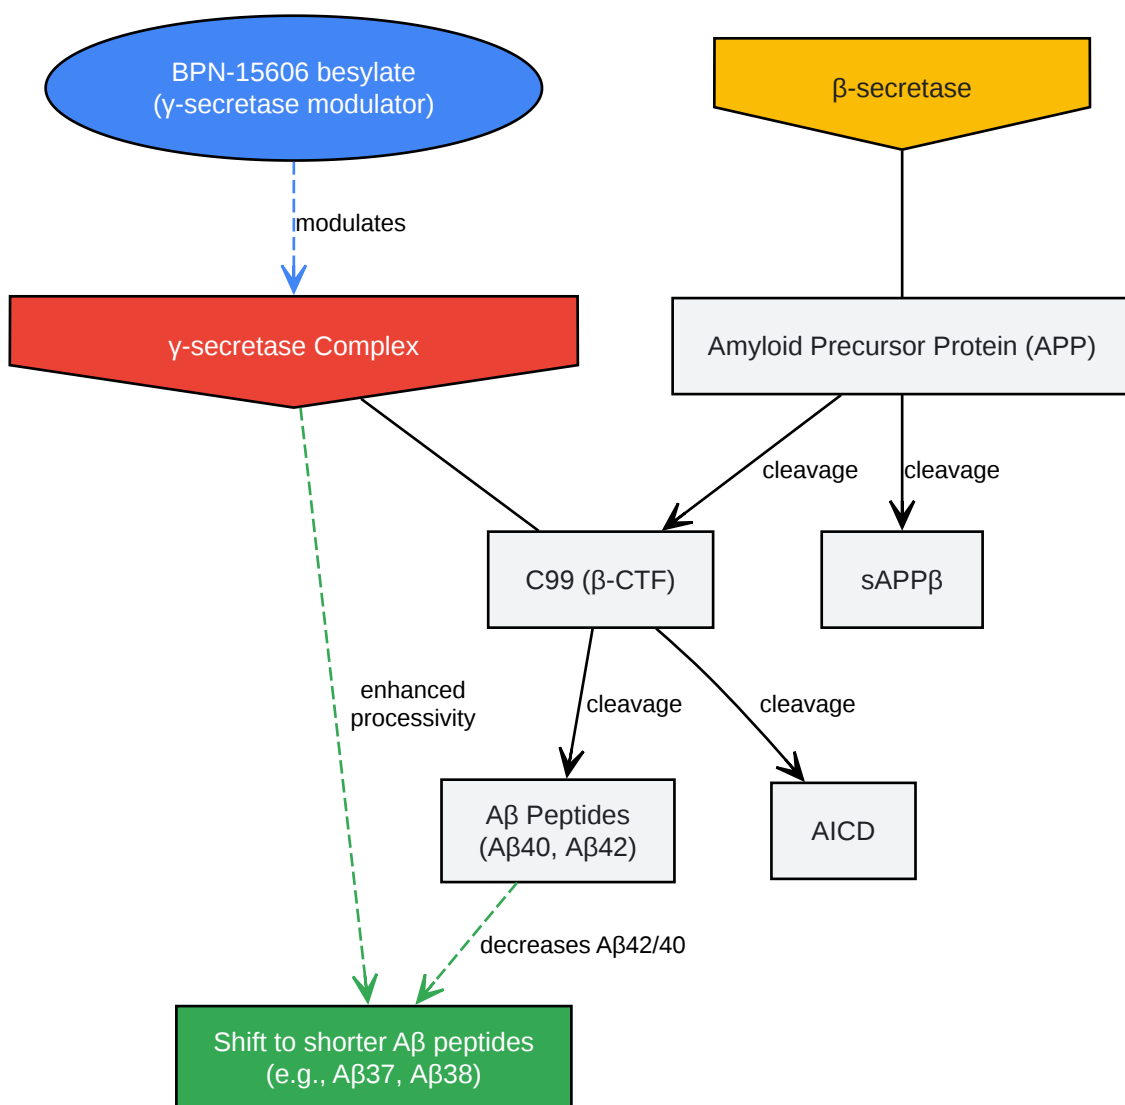 BPN-15606 besylate
(γ-secretase modulator)
β-secretase
modulates
γ-secretase Complex
Amyloid Precursor Protein (APP)
cleavage
cleavage
C99 (β-CTF)
sAPPβ
enhanced
processivity
cleavage
cleavage
Aβ Peptides
(Aβ40, Aβ42)
AICD
decreases Aβ42/40
Shift to shorter Aβ peptides
(e.g., Aβ37, Aβ38)